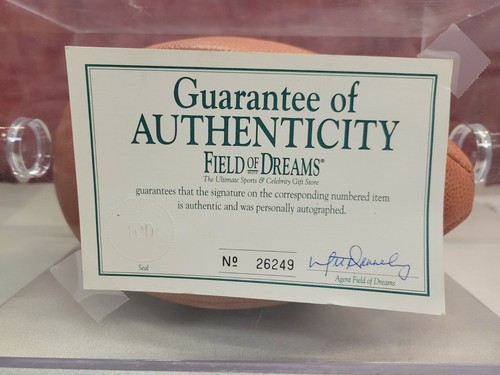 Guarantee of
AUTHENTICITY
FIELD OF DREAMS®
The Ultimate Sports & Celebrity Gift Store
guarantees that the signature on the corresponding numbered item
is authentic and was personally autographed.
FOD
Nº 26249
Seal
Agent Field of Dreams